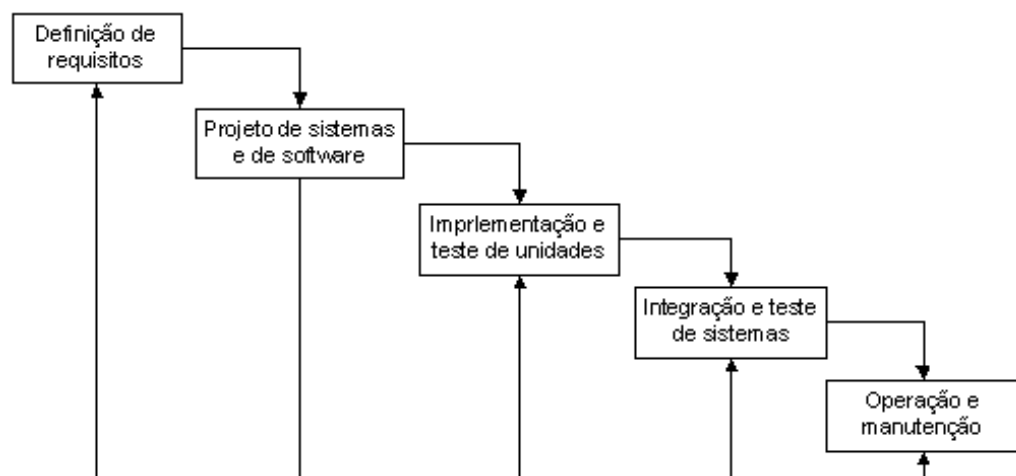 Definição de
requisitos
Projeto de sistemas
e de software
Imprlementação e
teste de unidades
Integração e teste
de sistemas
Operação e
manutenção